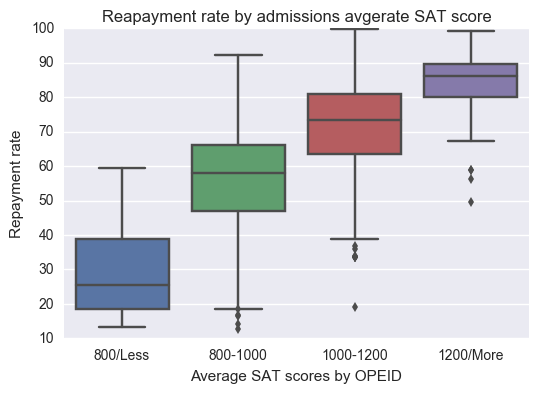 Reapayment rate by admissions avgerate SAT score
100
90
80
70
60
50
40
30
20
10
Repayment rate
800/Less
800-1000
1000-1200
1200/More
Average SAT scores by OPEID